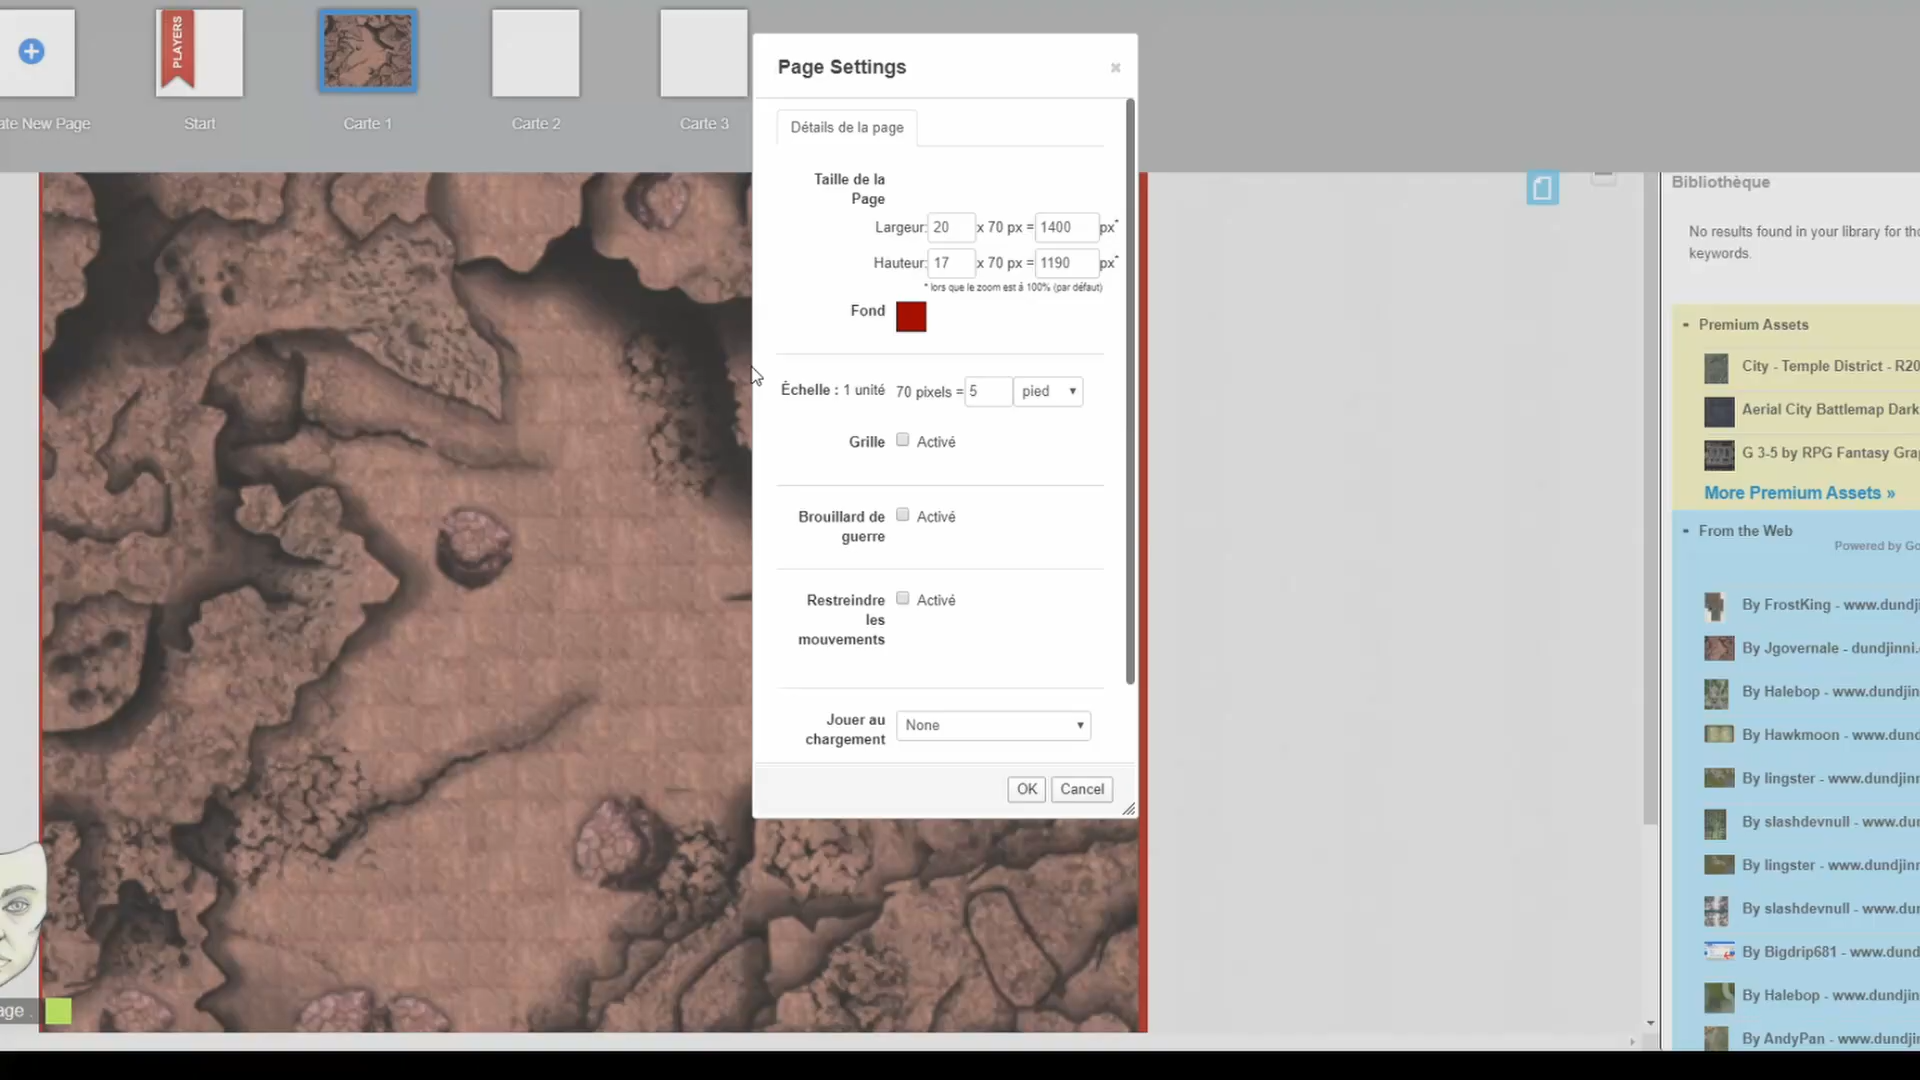 PLAYERS
ate New Page
Start
Carte 1
Carte 2
Carte 3
Page Settings
Détails de la page
Taille de la
Page
Largeur: 20 x 70 px = 1400 px*
Hauteur: 17 x 70 px = 1190 px*
* lors que le zoom est á 100% (par défaut)
Fond
Échelle : 1 unité 70 pixels = 5 pied
Grille Activé
Brouillard de
guerre
Activé
Restreindre
les
mouvements
Activé
Jouer au
chargement
None
OK Cancel
Bibliothèque
No results found in your library for
keywords.
Premium Assets
City - Temple District - R20
Aerial City Battlemap Dark
G 3-5 by RPG Fantasy Gra
More Premium Assets »
From the Web
Powered by Go
By FrostKing - www.dundji
By Jgovernale - dundjinni.
By Halebop - www.dundji
By Hawkmoon - www.dund
By lingster - www.dundjin
By slashdevnull - www.du
By lingster - www.dundjin
By slashdevnull - www.du
By Bigdrip681 - www.dund
By Halebop - www.dundjin
By AndyPan - www.dundji
age